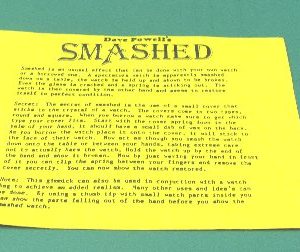 Dave Powell's
SMASHED
Smashed is an usual effect that can be done with your own watch
or a borrowed one. A spectators watch is apparently smashed
down on a table, the watch is held up and shown to be broken.
Even the glass is cracked and a spring is sticking out. The
watch is then covered by the other hand and seems to restore
itself to perfect condition.
Secret: The secret of smashed is the use of a small cover that
sticks to the crystal of a watch. The covers come in two types,
round and square. When you borrow a watch make sure to get which
type your cover fits. Start with the cover spring down in the
palm of your hand, it should have a small dab of wax on the back.
As you borrow the watch place it onto the cover, it will stick to
the face of their watch. Now act as though you smash the watch
down onto the table or between your hands, taking extreme care
not to actually harm the watch. Hold the watch up by the end of
the band and show it broken. Now by just waving your hand in front
of it you can clip the spring between your fingers and remove the
cover secretly. You can now show the watch restored.
Note: This gimmick can also be used in conjuction with a watch
bag to achieve an added realism. Many other uses and idea's can
be done. By using a thumb tip with small watch parts inside you
can show the parts falling out of the band before you show the
smashed watch.